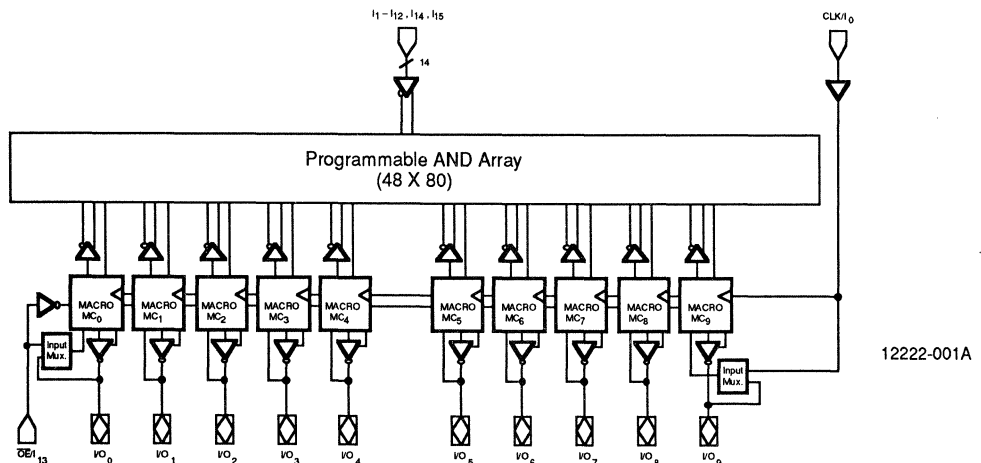 I1–I12, I14, I15
CLK/I0
14
Programmable AND Array
(48 X 80)
MACRO
MC0
MACRO
MC1
MACRO
MC2
MACRO
MC3
MACRO
MC4
MACRO
MC5
MACRO
MC6
MACRO
MC7
MACRO
MC8
MACRO
MC9
Input
Mux.
Input
Mux.
12222-001A
OE/I13
I/O0
I/O1
I/O2
I/O3
I/O4
I/O5
I/O6
I/O7
I/O8
I/O9